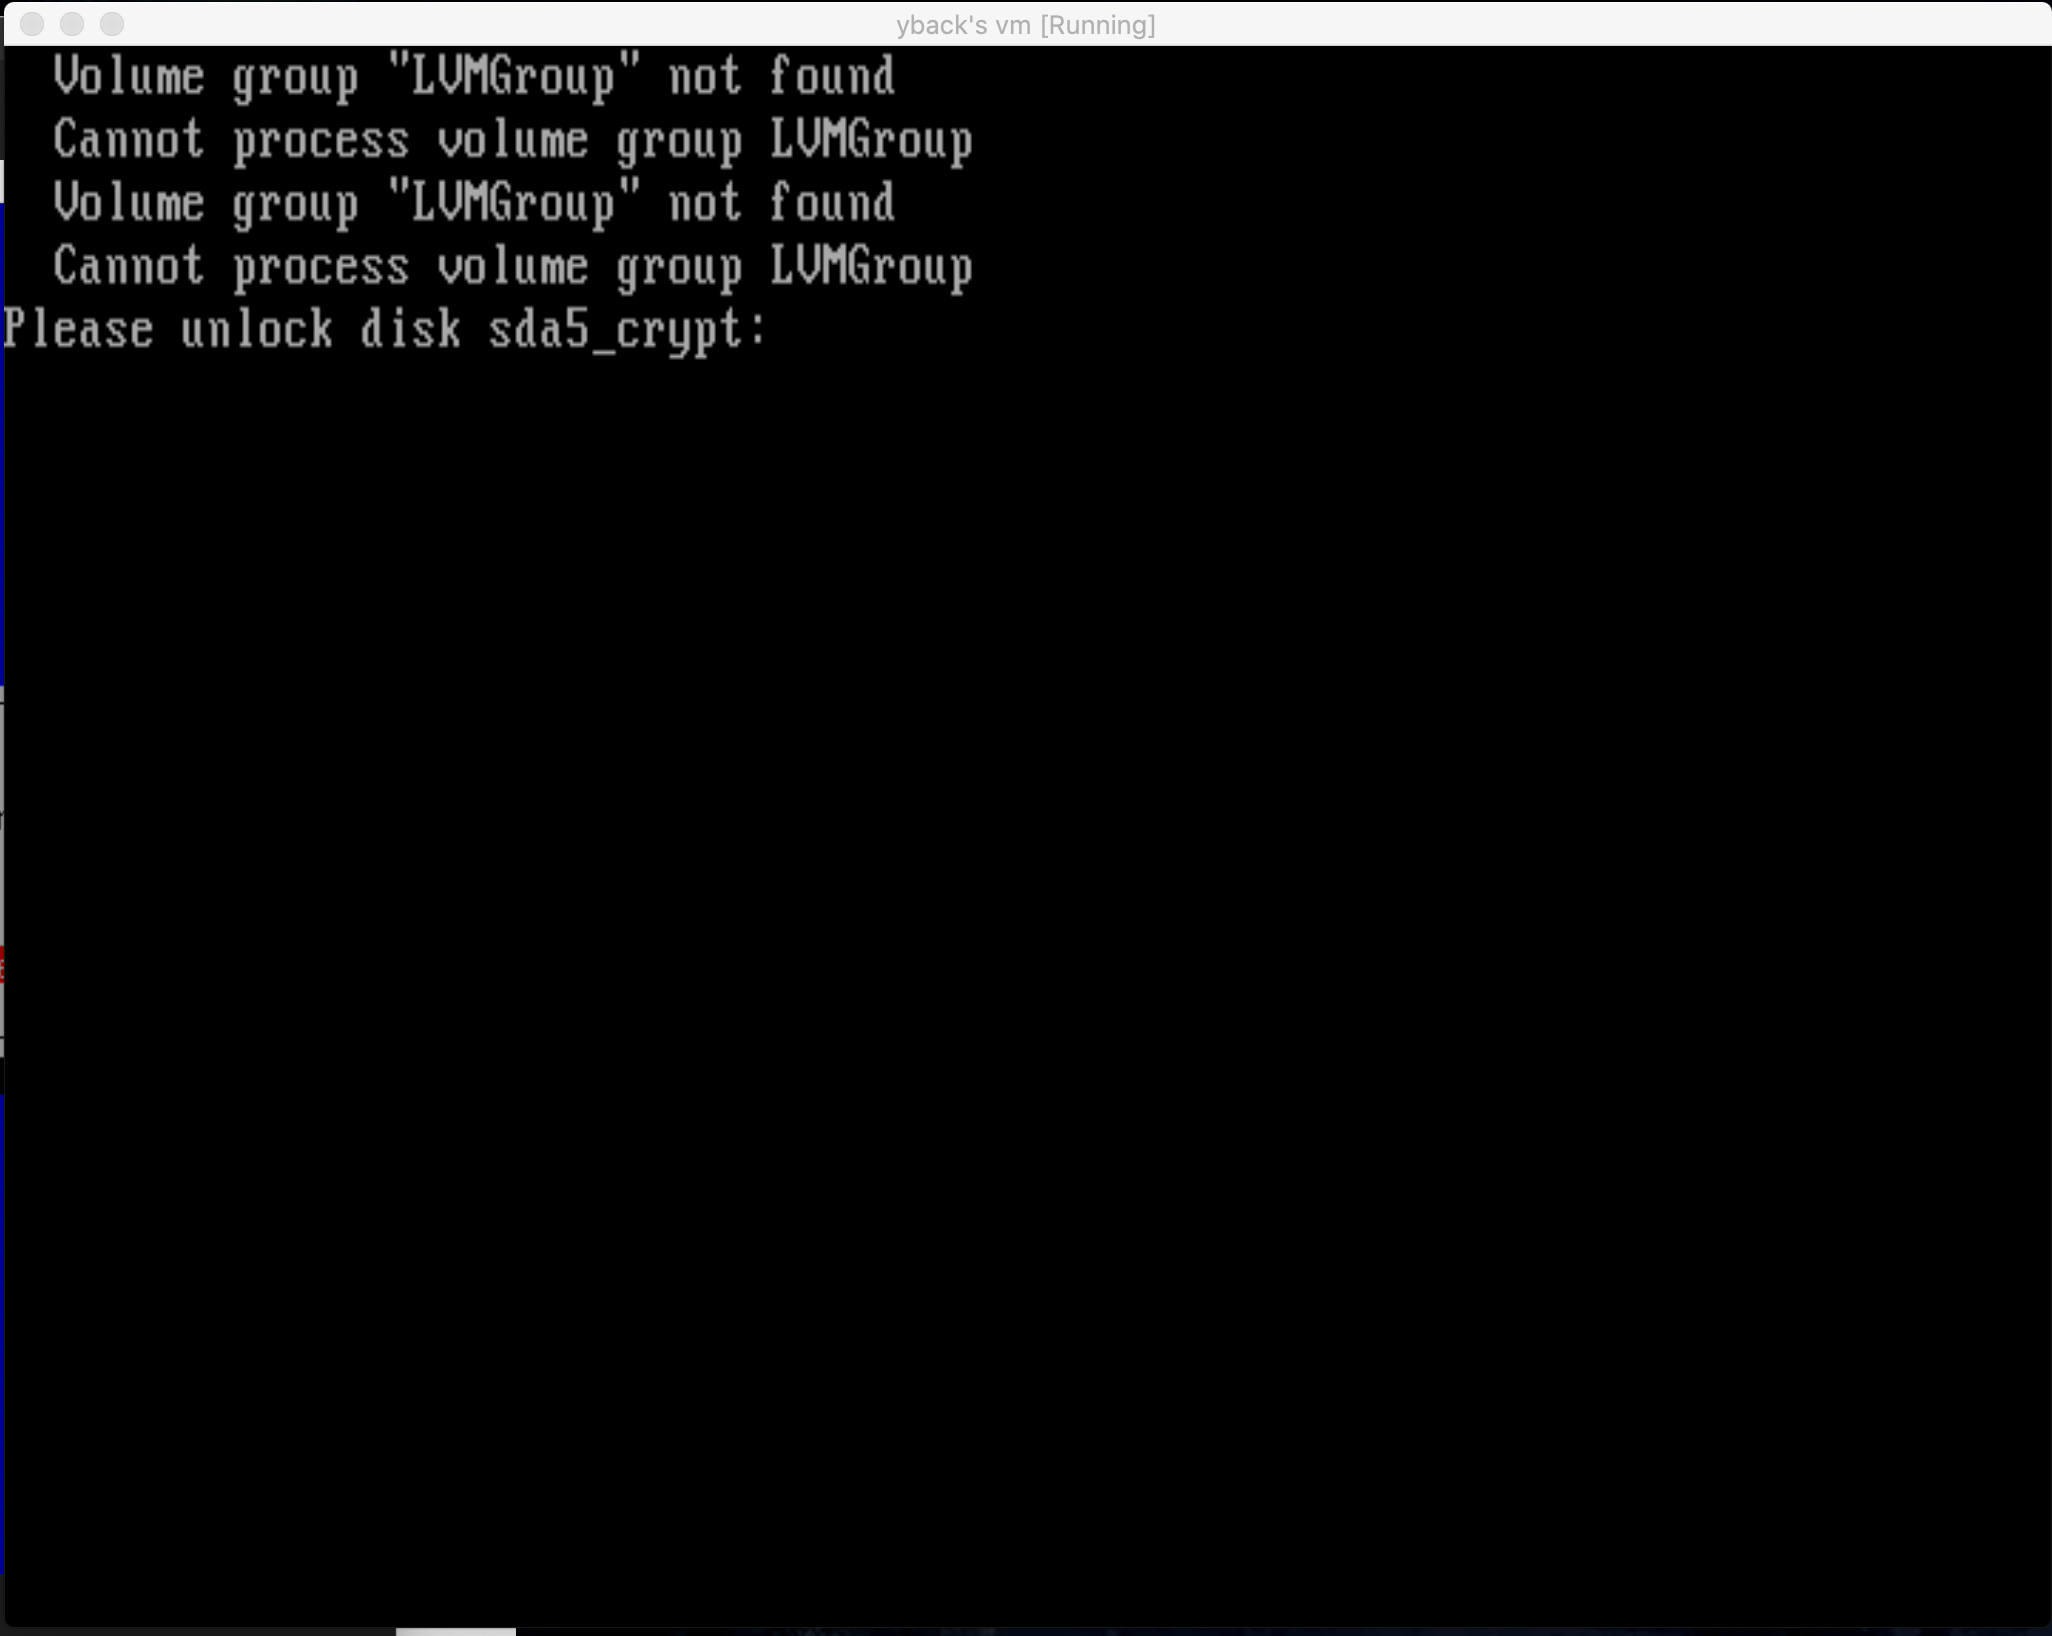 yback's vm [Running]
Volume group "LVMGroup" not found
Cannot process volume group LVMGroup
Volume group "LVMGroup" not found
Cannot process volume group LVMGroup
Please unlock disk sda5_crypt: